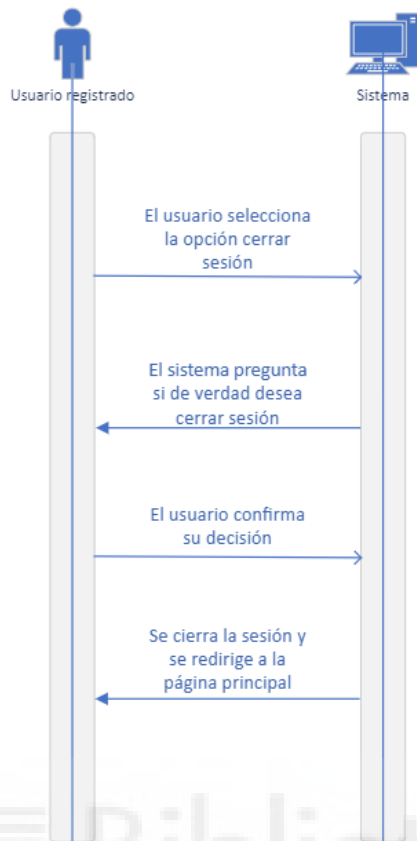 Usuario registrado
Sistema
El usuario selecciona
la opción cerrar
sesión
El sistema pregunta
si de verdad desea
cerrar sesión
El usuario confirma
su decisión
Se cierra la sesión y
se redirige a la
página principal